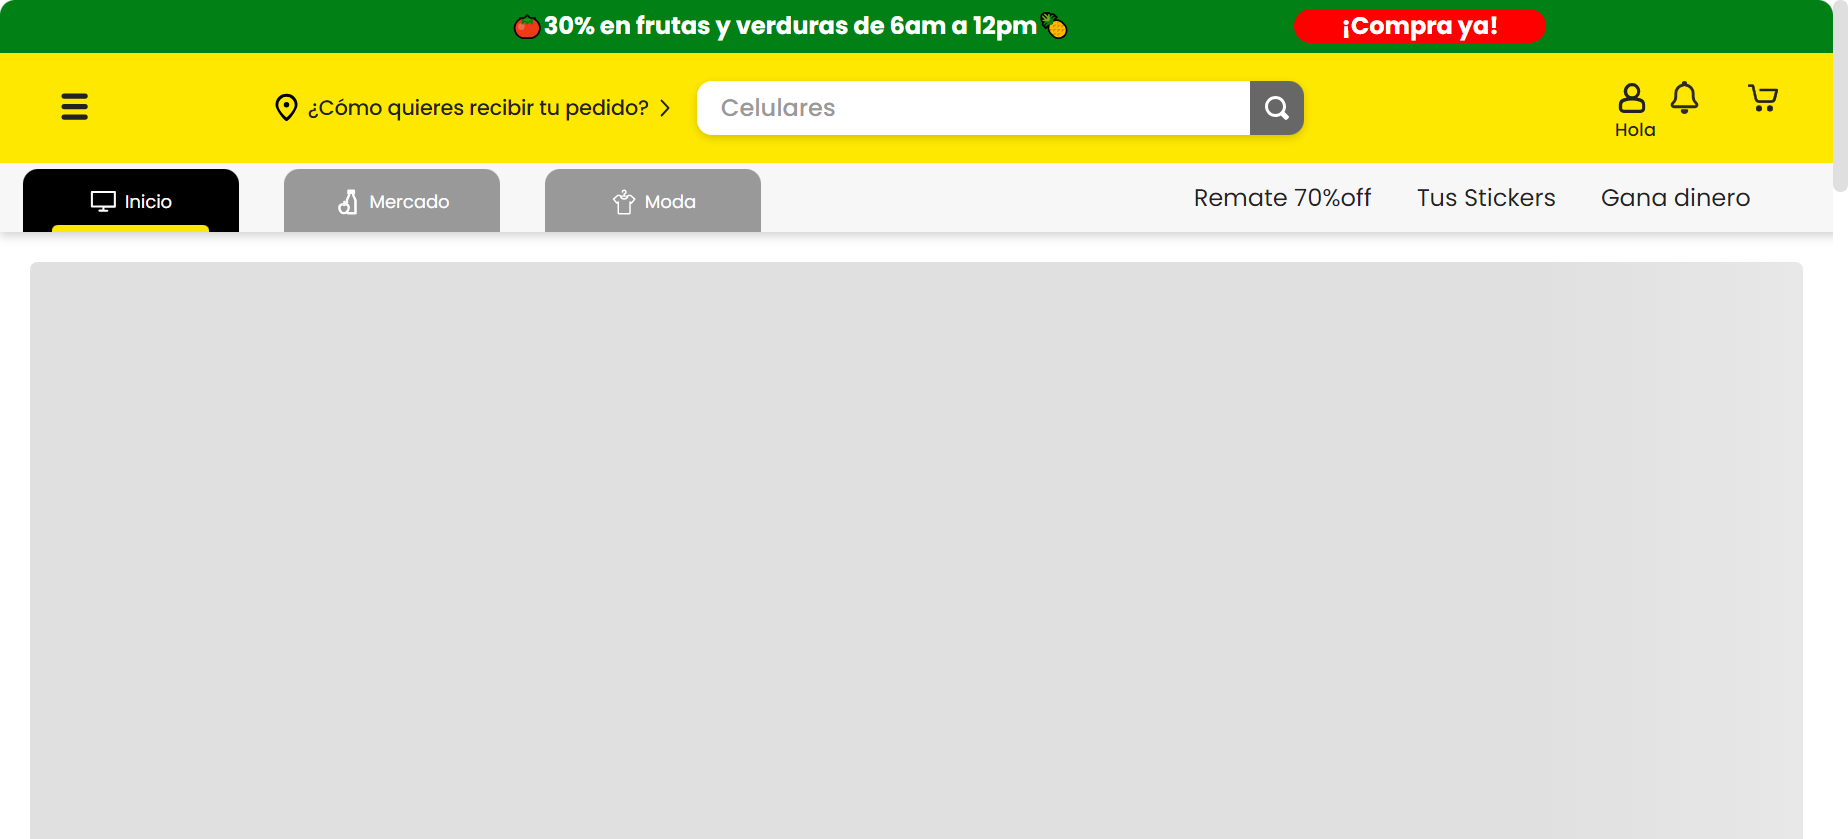 30% en frutas y verduras de 6am a 12pm
¡Compra ya!
¿Cómo quieres recibir tu pedido?
Celulares
Hola
Inicio
Mercado
Moda
Remate 70%off
Tus Stickers
Gana dinero